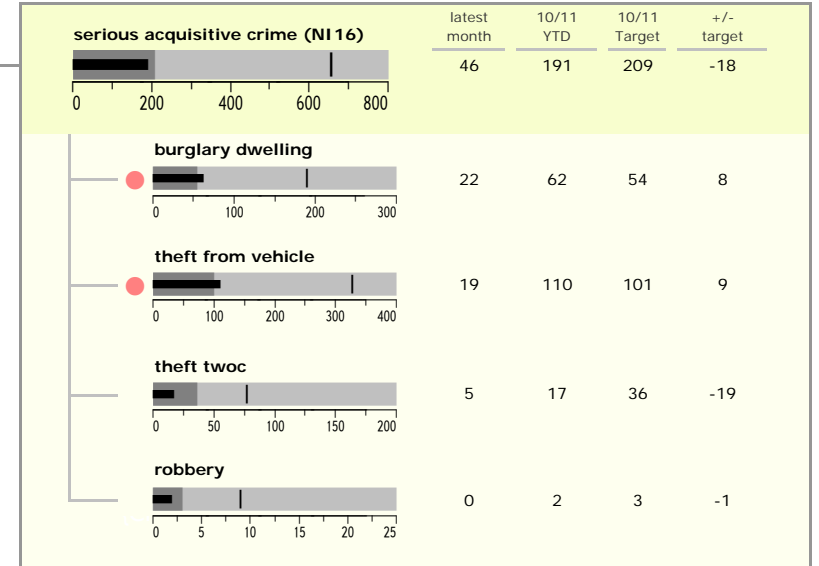 latest 10/11 10/11 +/-
month YTD Target target
serious acquisitive crime (NI16)
46 191 209 -18
0 200 400 600 800
burglary dwelling
22 62 54 8
0 100 200 300
theft from vehicle
19 110 101 9
0 100 200 300 400
theft twoc
5 17 36 -19
0 50 100 150 200
robbery
0 2 3 -1
0 5 10 15 20 25